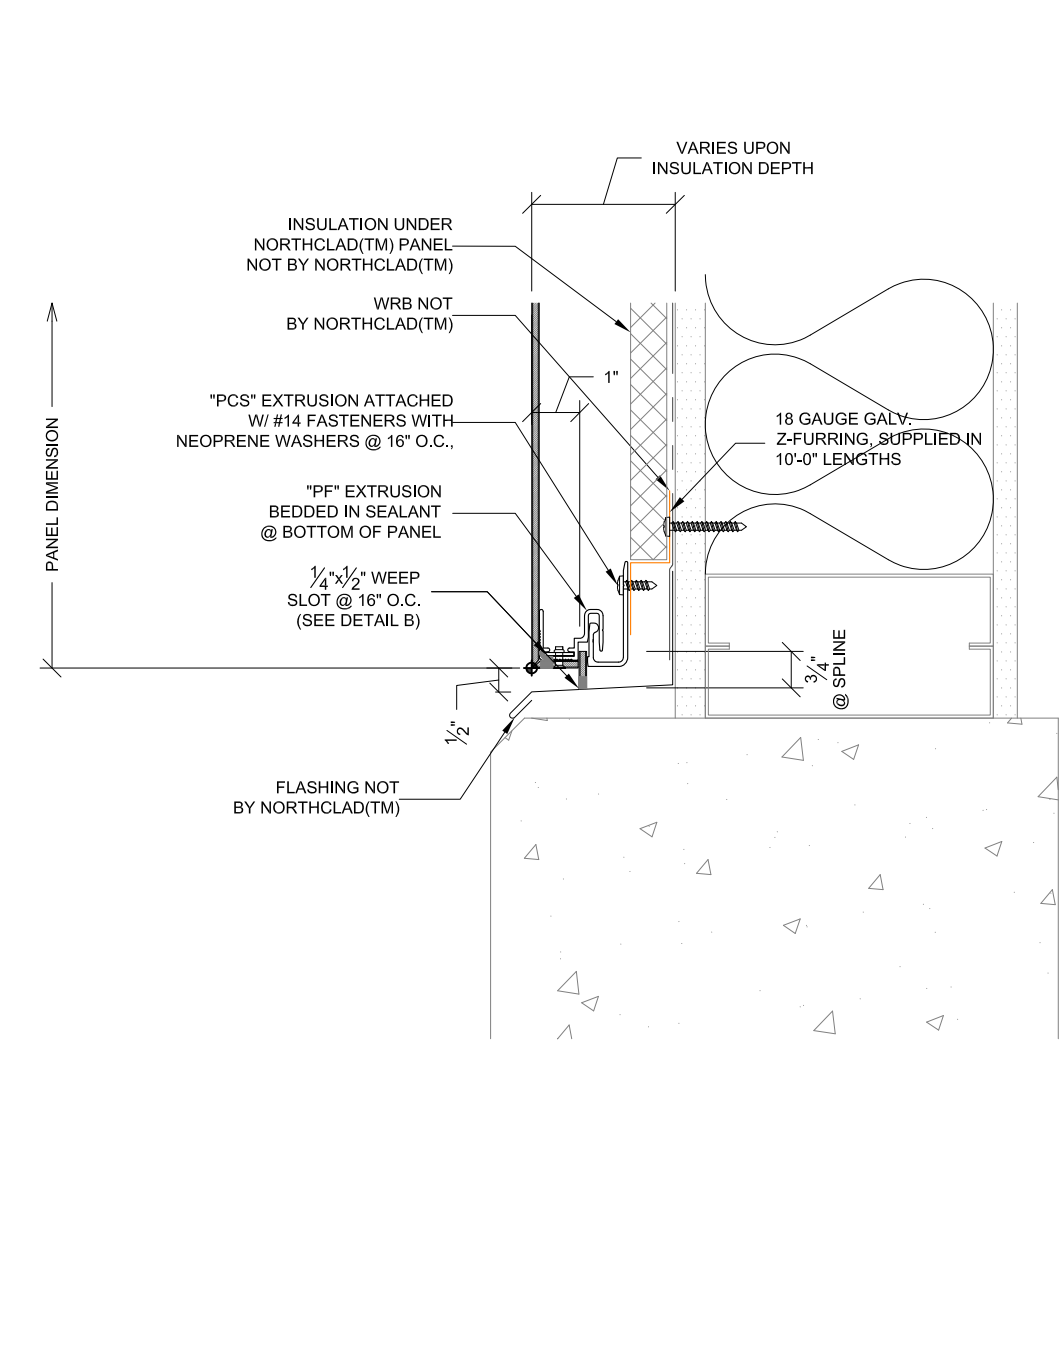 VARIES UPON
INSULATION DEPTH
INSULATION UNDER
NORTHCLAD(TM) PANEL
NOT BY NORTHCLAD(TM)
WRB NOT
BY NORTHCLAD(TM)
1"
"PCS" EXTRUSION ATTACHED
W/ #14 FASTENERS WITH
NEOPRENE WASHERS @ 16" O.C.,
18 GAUGE GALV.
Z-FURRING, SUPPLIED IN
10'-0" LENGTHS
PANEL DIMENSION
"PF" EXTRUSION
BEDDED IN SEALANT
@ BOTTOM OF PANEL
1/4"x1/2" WEEP
SLOT @ 16" O.C.
(SEE DETAIL B)
3/4"
@ SPLINE
1/2"
FLASHING NOT
BY NORTHCLAD(TM)